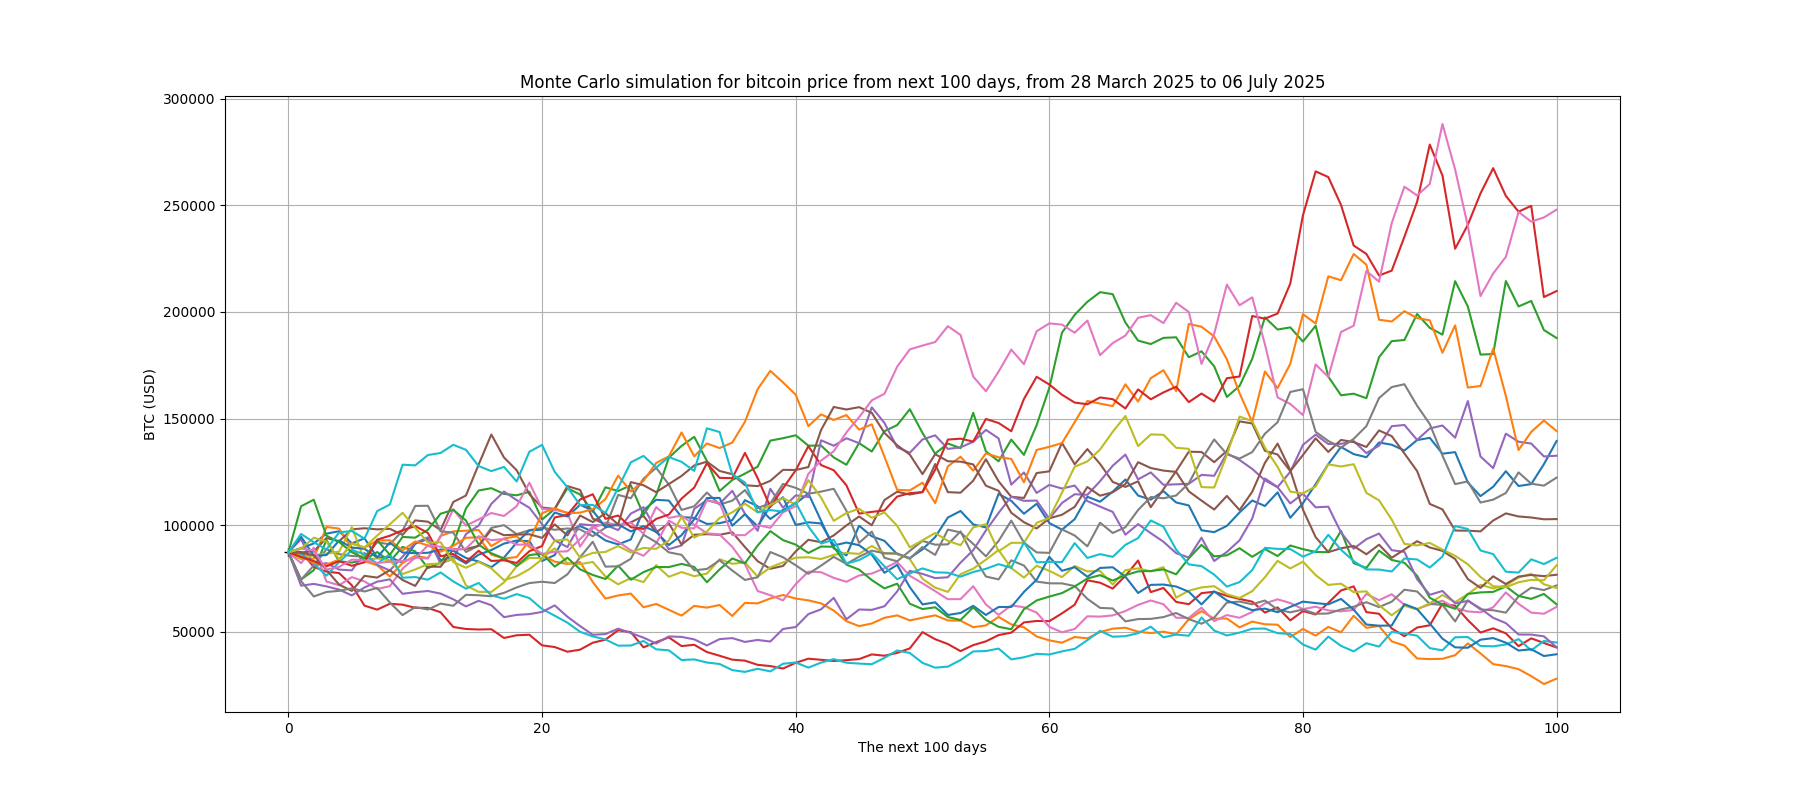 Monte Carlo simulation for bitcoin price from next 100 days, from 28 March 2025 to 06 July 2025
300000
250000
200000
150000
100000
50000
BTC (USD)
0 20 40 60 80 100
The next 100 days